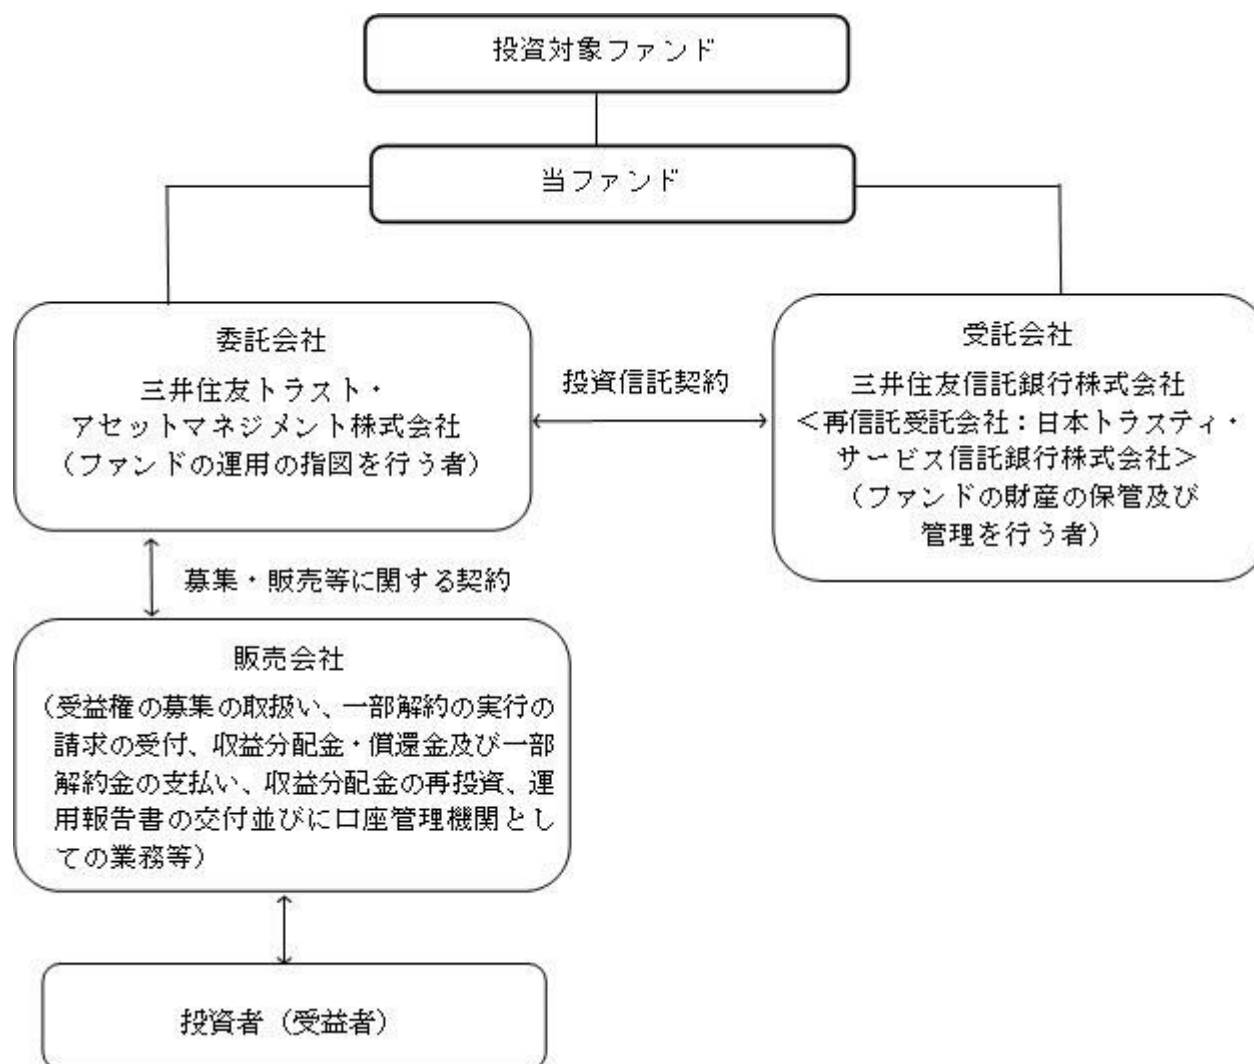 投資対象ファンド
当ファンド
委託会社
三井住友トラスト・
アセットマネジメント株式会社
（ファンドの運用の指図を行う者）
投資信託契約
受託会社
三井住友信託銀行株式会社
＜再信託受託会社：日本トラスティ・
サービス信託銀行株式会社＞
（ファンドの財産の保管及び
管理を行う者）
募集・販売等に関する契約
販売会社
（受益権の募集の取扱い、一部解約の実行の
請求の受付、収益分配金・償還金及び一部
解約金の支払い、収益分配金の再投資、運
用報告書の交付並びに口座管理機関とし
ての業務等）
投資者（受益者）